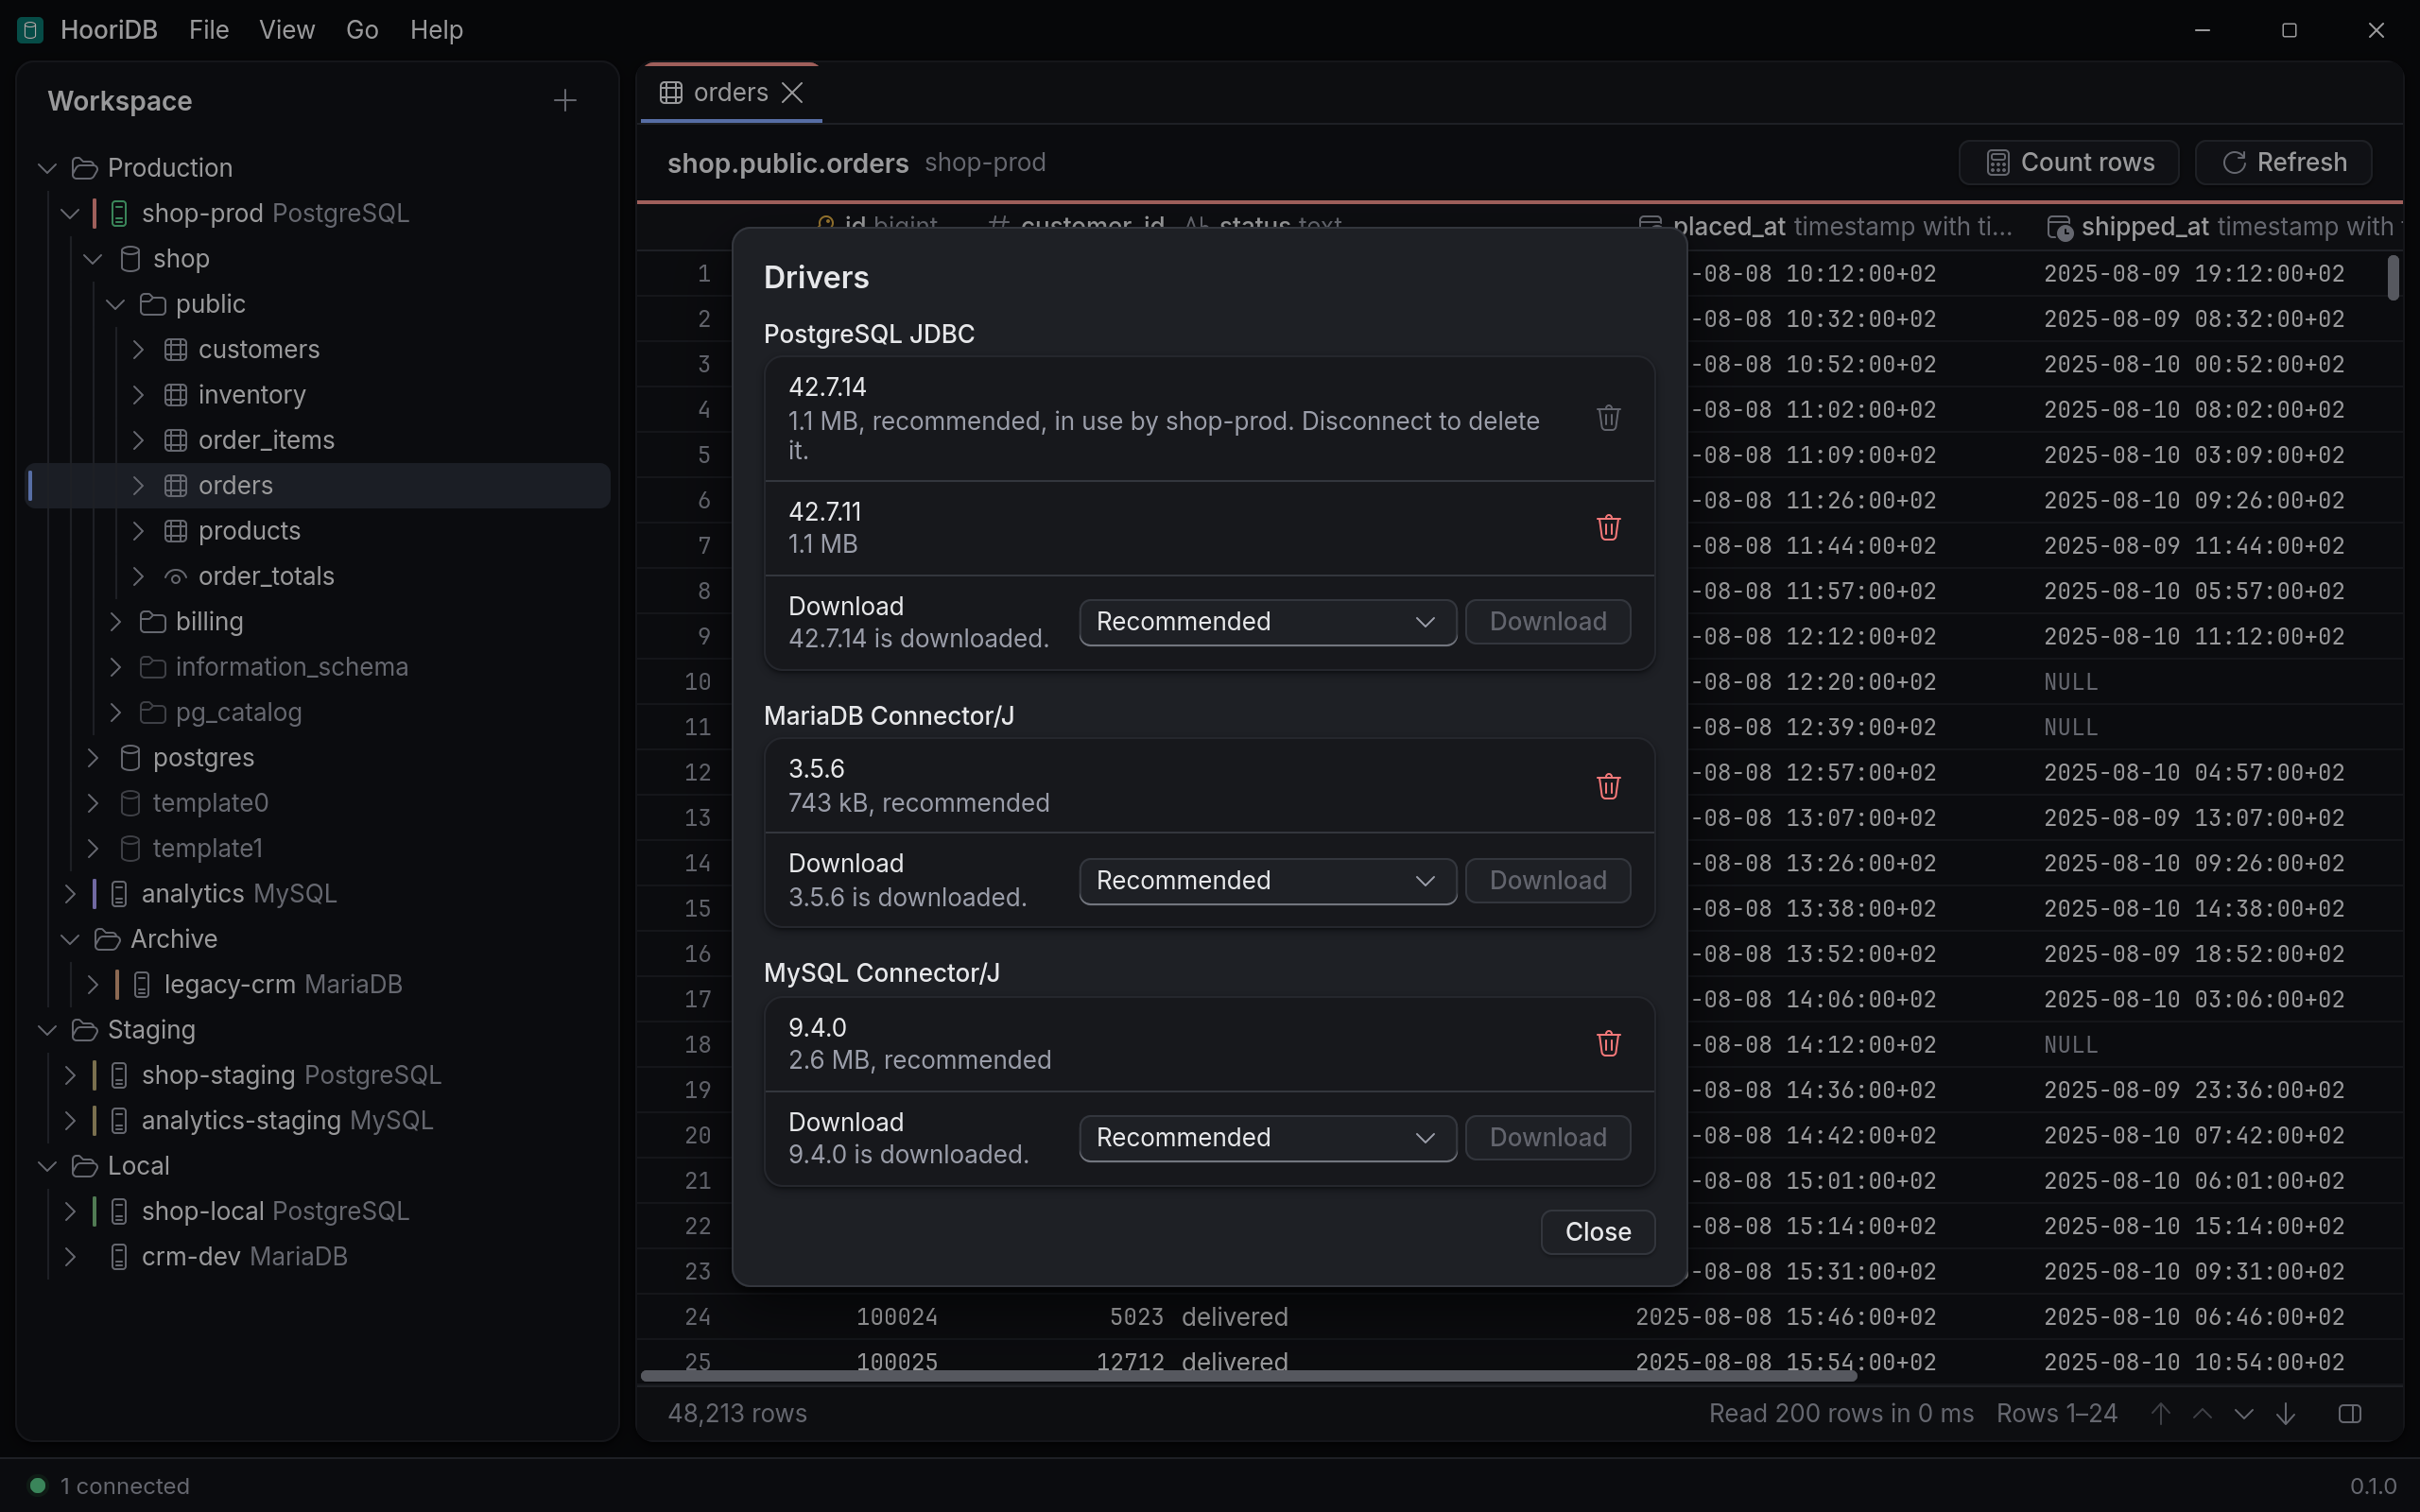 HooriDB File View Go Help
Workspace
Production
shop-prod PostgreSQL
shop
public
customers
inventory
order_items
orders
products
order_totals
billing
information_schema
pg_catalog
postgres
template0
template1
analytics MySQL
Archive
legacy-crm MariaDB
Staging
shop-staging PostgreSQL
analytics-staging MySQL
Local
shop-local PostgreSQL
crm-dev MariaDB
orders
shop.public.orders shop-prod Count rows Refresh
id bigint # customer_id status text placed_at timestamp with ti... shipped_at timestamp with
1 -08-08 10:12:00+02 2025-08-09 19:12:00+02
2 -08-08 10:32:00+02 2025-08-09 08:32:00+02
3 -08-08 10:52:00+02 2025-08-10 00:52:00+02
4 -08-08 11:02:00+02 2025-08-10 08:02:00+02
5 -08-08 11:09:00+02 2025-08-10 03:09:00+02
6 -08-08 11:26:00+02 2025-08-10 09:26:00+02
7 -08-08 11:44:00+02 2025-08-09 11:44:00+02
8 -08-08 11:57:00+02 2025-08-10 05:57:00+02
9 -08-08 12:12:00+02 2025-08-10 11:12:00+02
10 -08-08 12:20:00+02 NULL
11 -08-08 12:39:00+02 NULL
12 -08-08 12:57:00+02 2025-08-10 04:57:00+02
13 -08-08 13:07:00+02 2025-08-09 13:07:00+02
14 -08-08 13:26:00+02 2025-08-10 09:26:00+02
15 -08-08 13:38:00+02 2025-08-10 14:38:00+02
16 -08-08 13:52:00+02 2025-08-09 18:52:00+02
17 -08-08 14:06:00+02 2025-08-10 03:06:00+02
18 -08-08 14:12:00+02 NULL
19 -08-08 14:36:00+02 2025-08-09 23:36:00+02
20 -08-08 14:42:00+02 2025-08-10 07:42:00+02
21 -08-08 15:01:00+02 2025-08-10 06:01:00+02
22 -08-08 15:14:00+02 2025-08-10 15:14:00+02
23 -08-08 15:31:00+02 2025-08-10 09:31:00+02
24 100024 5023 delivered 2025-08-08 15:46:00+02 2025-08-10 06:46:00+02
25 100025 12712 delivered 2025-08-08 15:54:00+02 2025-08-10 10:54:00+02
Drivers
PostgreSQL JDBC
42.7.14
1.1 MB, recommended, in use by shop-prod. Disconnect to delete
it.
42.7.11
1.1 MB
Download
42.7.14 is downloaded.
Recommended Download
MariaDB Connector/J
3.5.6
743 kB, recommended
Download
3.5.6 is downloaded.
Recommended Download
MySQL Connector/J
9.4.0
2.6 MB, recommended
Download
9.4.0 is downloaded.
Recommended Download
Close
48,213 rows Read 200 rows in 0 ms Rows 1–24
1 connected 0.1.0